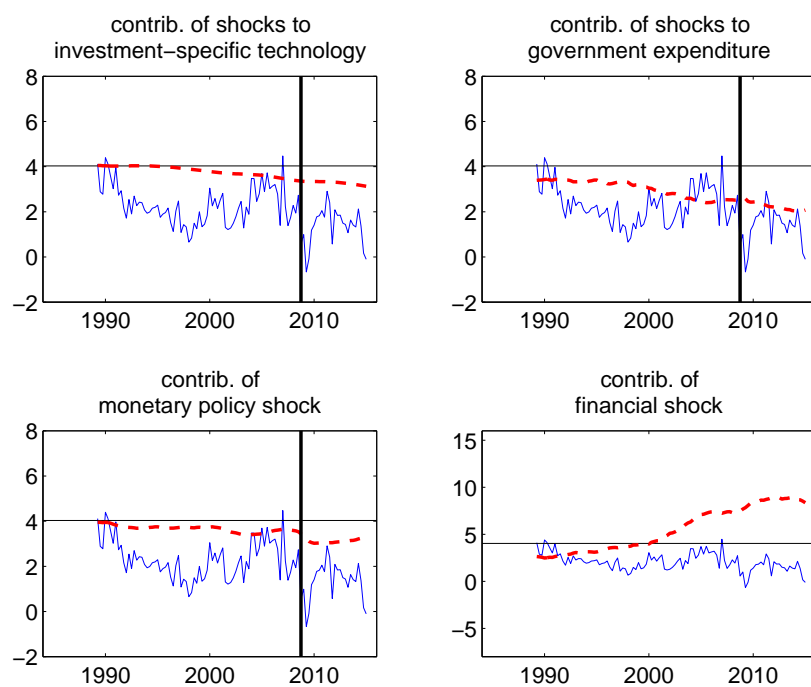 contrib. of shocks to
investment−specific technology
8
6
4
2
0
−2
1990 2000 2010
contrib. of shocks to
government expenditure
8
6
4
2
0
−2
1990 2000 2010
contrib. of
monetary policy shock
8
6
4
2
0
−2
1990 2000 2010
contrib. of
financial shock
15
10
5
0
−5
1990 2000 2010